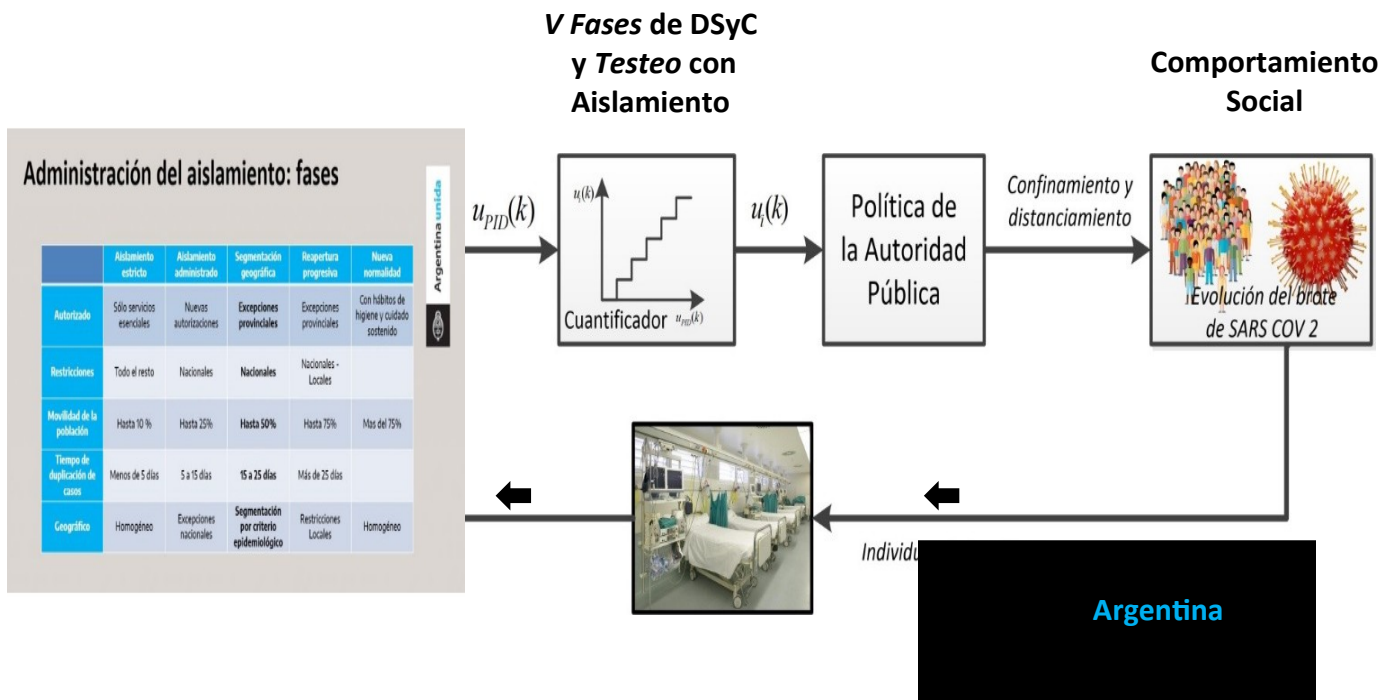 V Fases de DSyC
y Testeo con
Aislamiento
Comportamiento
Social
Administración del aislamiento: fases
Argentina unida
Aislamiento estricto
Aislamiento administrado
Segmentación geográfica
Reapertura progresiva
Nueva normalidad
Autorizado
Sólo servicios esenciales
Nuevas autorizaciones
Excepciones provinciales
Excepciones provinciales
Con hábitos de higiene y cuidado sostenido
Restricciones
Todo el resto
Nacionales
Nacionales
Nacionales - Locales
Movilidad de la población
Hasta 10 %
Hasta 25%
Hasta 50%
Hasta 75%
Mas del 75%
Tiempo de duplicación de casos
Menos de 5 días
5 a 15 días
15 a 25 días
Más de 25 días
Geográfico
Homogéneo
Excepciones nacionales
Segmentación por criterio epidemiológico
Restricciones Locales
Homogéneo
u_PID(k)
u_i(k)
Cuantificador u_PID(k)
u_i(k)
Política de
la Autoridad
Pública
Confinamiento y
distanciamiento
Evolución del brote
de SARS COV 2
Argentina